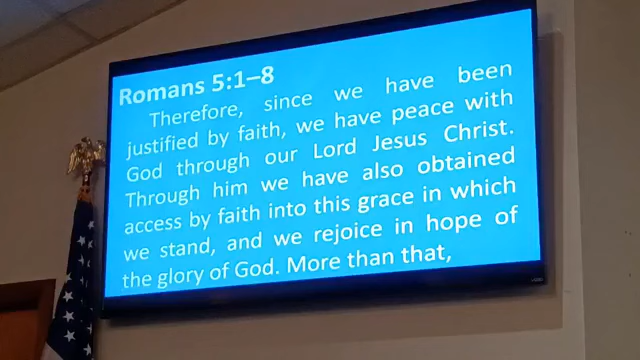 Romans 5:1–8
Therefore, since we have been
justified by faith, we have peace with
God through our Lord Jesus Christ.
Through him we have also obtained
access by faith into this grace in which
we stand, and we rejoice in hope of
the glory of God. More than that,